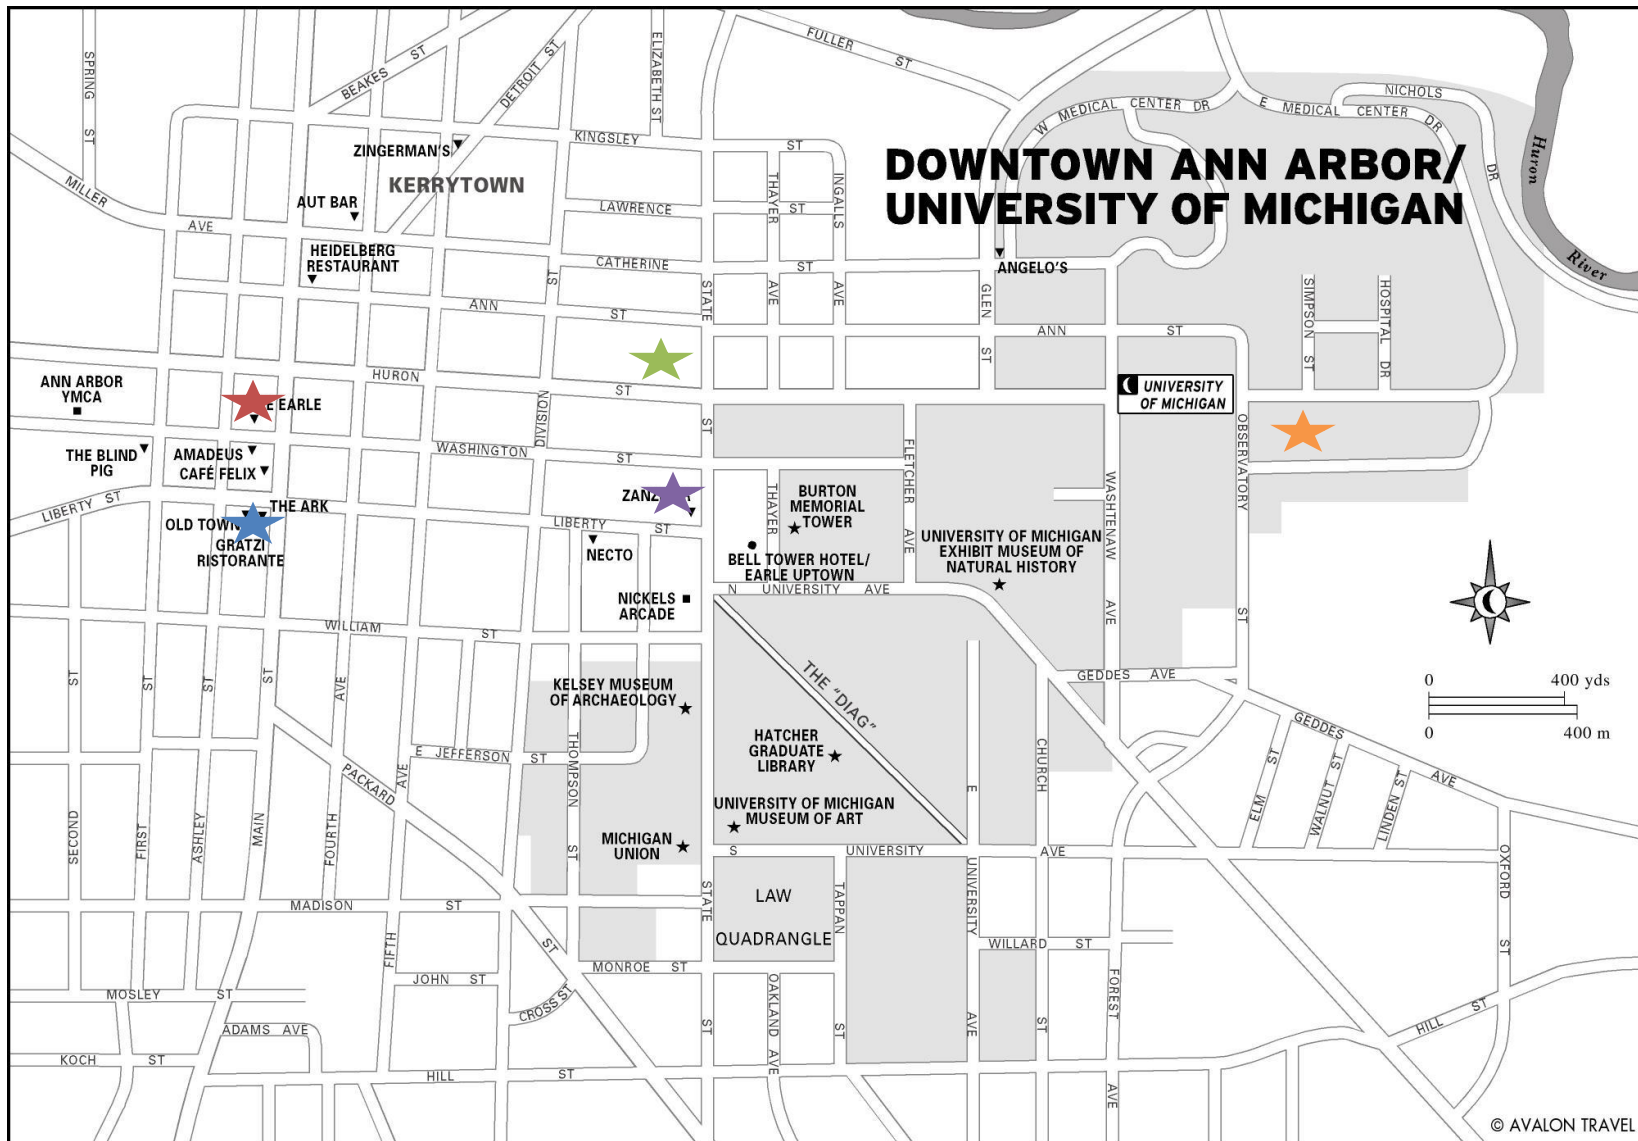 DOWNTOWN ANN ARBOR/
UNIVERSITY OF MICHIGAN
SPRING
ST
BEAKES ST
DETROIT ST
ELIZABETH ST
FULLER
ST
W MEDICAL CENTER DR
E MEDICAL CENTER DR
NICHOLS
DR
Huron
River
MILLER
AVE
ZINGERMAN'S
KERRYTOWN
AUT BAR
HEIDELBERG
RESTAURANT
KINGSLEY
ST
LAWRENCE
ST
CATHERINE
ST
THAYER
AVE
INGALLS
AVE
ANGELO'S
GLEN
ST
STATE
ST
ANN
ST
ANN
ST
SIMPSON ST
HOSPITAL DR
HURON
ST
ANN ARBOR
YMCA
EARLE
DIVISION
ST
UNIVERSITY
OF MICHIGAN
OBSERVATORY
ST
THE BLIND
PIG
AMADEUS
CAFÉ FELIX
WASHINGTON
ST
FLETCHER
AVE
WASHTENAW
AVE
LIBERTY ST
THE ARK
OLD TOWN
GRATZI
RISTORANTE
LIBERTY
ST
NECTO
THAYER
BURTON
MEMORIAL
TOWER
BELL TOWER HOTEL/
EARLE UPTOWN
UNIVERSITY OF MICHIGAN
EXHIBIT MUSEUM OF
NATURAL HISTORY
N UNIVERSITY AVE
NICKELS
ARCADE
WILLIAM
ST
KELSEY MUSEUM
OF ARCHAEOLOGY
THE "DIAG"
HATCHER
GRADUATE
LIBRARY
GEDDES AVE
GEDDES
AVE
0 400 yds
0 400 m
ELM ST
WALNUT ST
LINDEN ST
OXFORD
ST
E JEFFERSON ST
THOMPSON
ST
PACKARD
ST
UNIVERSITY OF MICHIGAN
MUSEUM OF ART
MICHIGAN
UNION
SECOND
ST
FIRST
ST
ASHLEY
ST
MAIN
ST
FOURTH
AVE
FIFTH
AVE
S UNIVERSITY AVE
E
UNIVERSITY
AVE
CHURCH
ST
STATE
ST
LAW
QUADRANGLE
TAPPAN
ST
MADISON
ST
MONROE ST
WILLARD ST
FOREST
AVE
JOHN ST
CROSS ST
OAKLAND AVE
MOSLEY
ST
ADAMS AVE
KOCH
ST
HILL
ST
HILL
ST
© AVALON TRAVEL